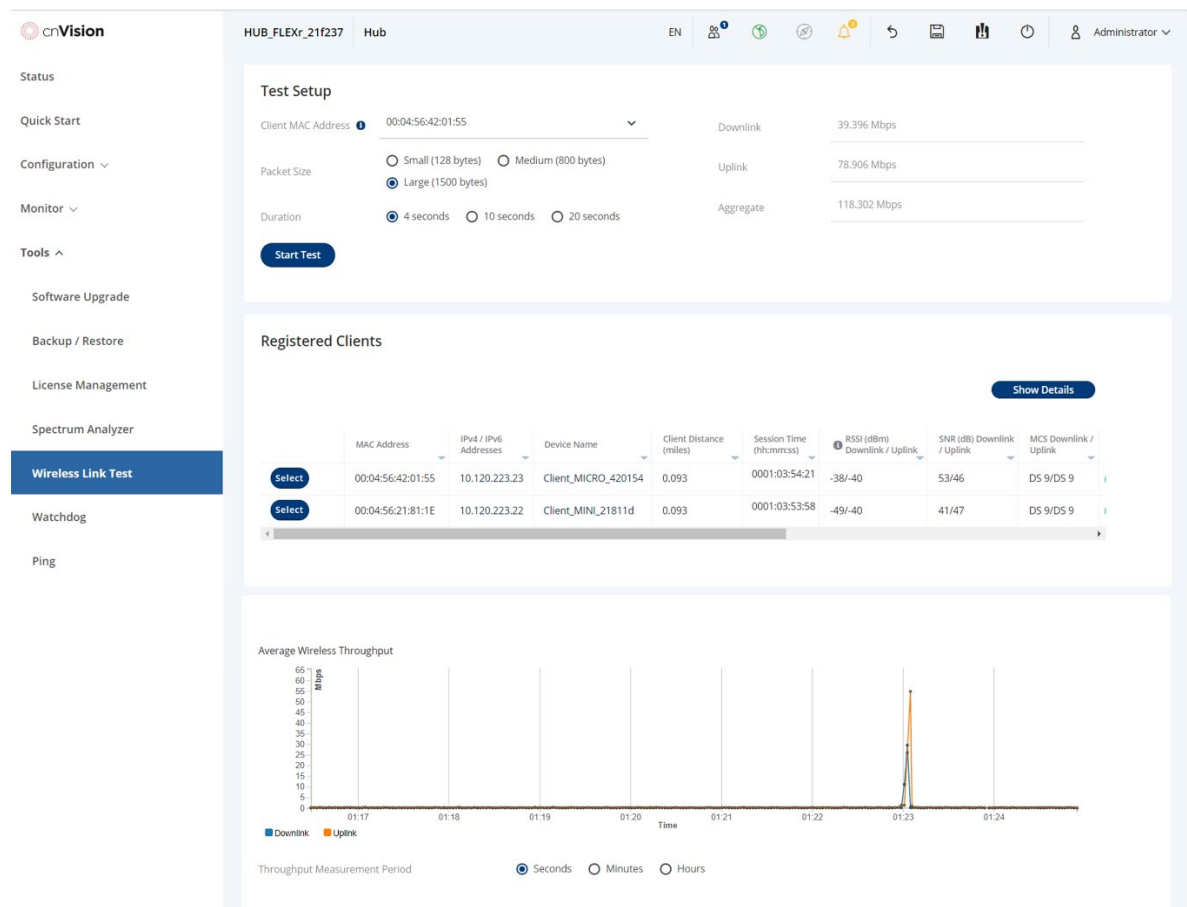 cnVision
HUB_FLEXr_21f237 Hub EN 1 3 Administrator
Status
Quick Start
Configuration
Monitor
Tools
Software Upgrade
Backup / Restore
License Management
Spectrum Analyzer
Wireless Link Test
Watchdog
Ping
Test Setup
Client MAC Address 00:04:56:42:01:55
Packet Size Small (128 bytes) Medium (800 bytes)
Large (1500 bytes)
Duration 4 seconds 10 seconds 20 seconds
Start Test
Downlink 39.396 Mbps
Uplink 78.906 Mbps
Aggregate 118.302 Mbps
Registered Clients
Show Details
MAC Address IPv4 / IPv6 Addresses Device Name Client Distance (miles) Session Time (hh:mm:ss) RSSI (dBm) Downlink / Uplink SNR (dB) Downlink / Uplink MCS Downlink / Uplink
Select 00:04:56:42:01:55 10.120.223.23 Client_MICRO_420154 0.093 0001:03:54:21 -38/-40 53/46 DS 9/DS 9
Select 00:04:56:21:81:1E 10.120.223.22 Client_MINI_21811d 0.093 0001:03:53:58 -49/-40 41/47 DS 9/DS 9
Average Wireless Throughput
Mbps
65
60
55
50
45
40
35
30
25
20
15
10
5
0
01:17 01:18 01:19 01:20 01:21 01:22 01:23 01:24
Time
Downlink Uplink
Throughput Measurement Period Seconds Minutes Hours